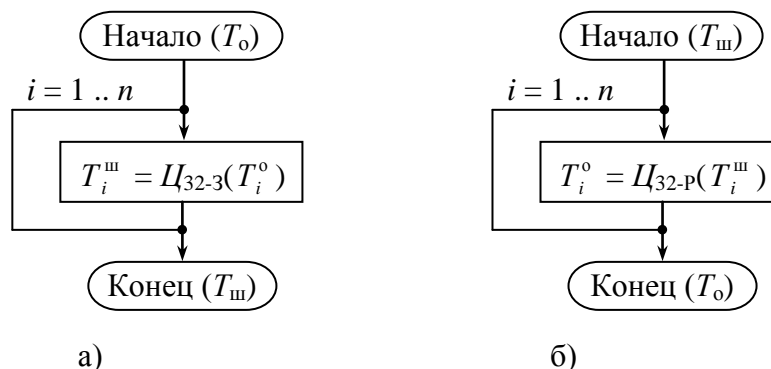 Начало (Tо)
i = 1 .. n
Tiш = Ц32-З(Tiо)
Конец (Tш)
а)
Начало (Tш)
i = 1 .. n
Tiо = Ц32-Р(Tiш)
Конец (Tо)
б)